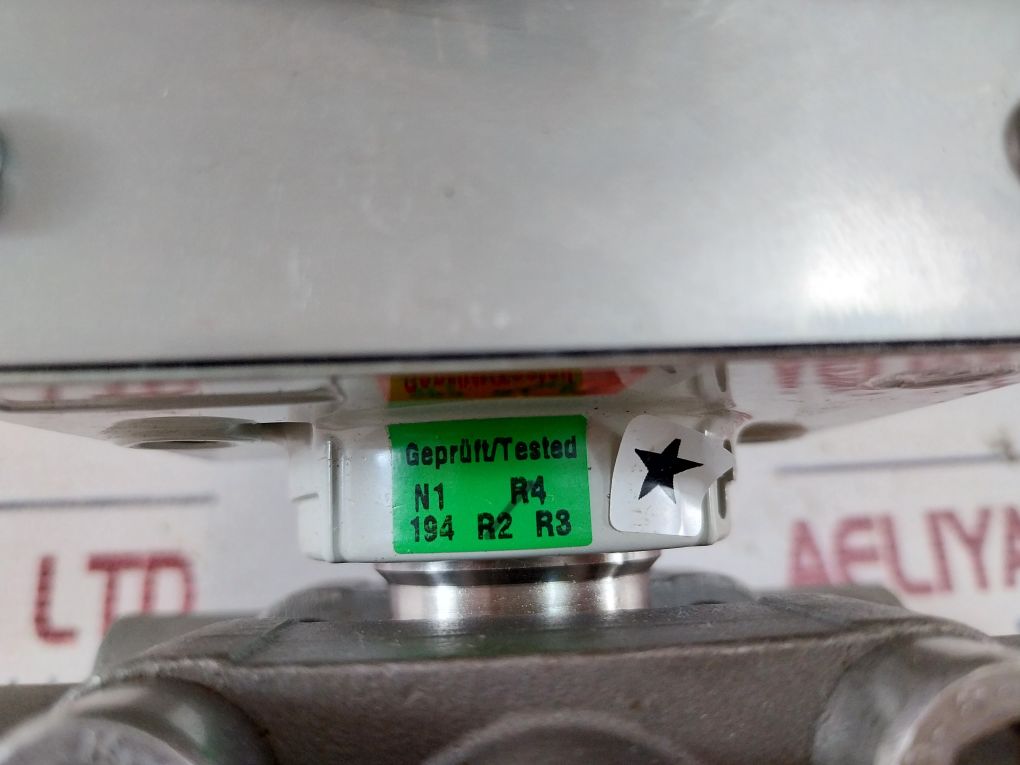 Geprüft/Tested
N1 R4
194 R2 R3
LTD
AELIYA